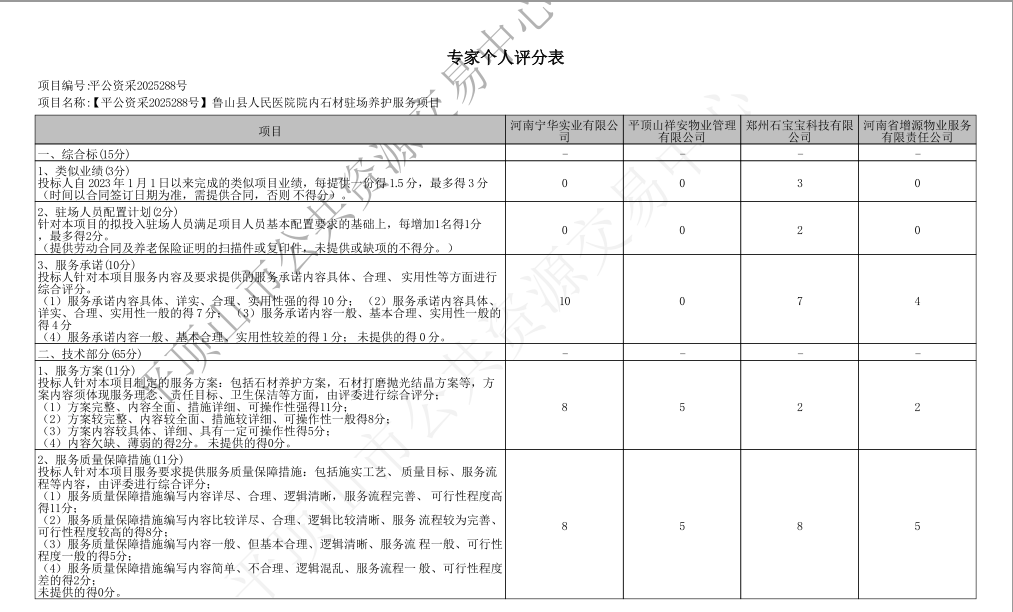 专家个人评分表
项目编号:平公资采2025288号
项目名称:【平公资采2025288号】鲁山县人民医院院内石材驻场养护服务项目
项目 河南宁华实业有限公司 平顶山祥安物业管理有限公司 郑州石宝宝科技有限公司 河南省增源物业服务有限责任公司
一、综合标(15分) － － － －
1、类似业绩(3分)
投标人自 2023 年 1 月 1 日以来完成的类似项目业绩，每提供一份得 1.5 分，最多得 3 分
（时间以合同签订日期为准，需提供合同，否则 不得分）。
0 0 3 0
2、驻场人员配置计划(2分)
针对本项目的拟投入驻场人员满足项目人员基本配置要求的基础上，每增加1名得1分
，最多得2分。
（提供劳动合同及养老保险证明的扫描件或复印件，未提供或缺项的不得分。）
0 0 2 0
3、服务承诺(10分)
投标人针对本项目服务内容及要求提供的服务承诺内容具体、合理、 实用性等方面进行
综合评分。
（1）服务承诺内容具体、详实、合理、实用性强的得 10 分； （2）服务承诺内容具体、
详实、合理、实用性一般的得 7 分； （3）服务承诺内容一般、基本合理、实用性一般的
得 4 分
（4）服务承诺内容一般、基本合理、实用性较差的得 1 分； 未提供的得 0 分。
10 0 7 4
二、技术部分(65分) － － － －
1、服务方案(11分)
投标人针对本项目制定的服务方案：包括石材养护方案，石材打磨抛光结晶方案等，方
案内容须体现服务理念、责任目标、卫生保洁等方面，由评委进行综合评分；
（1）方案完整、内容全面、措施详细、可操作性强得11分；
（2）方案较完整、内容较全面、措施较详细、可操作性一般得8分；
（3）方案内容较具体、详细、具有一定可操作性得5分；
（4）内容欠缺、薄弱的得2分。 未提供的得0分。
8 5 2 2
2、服务质量保障措施(11分)
投标人针对本项目服务要求提供服务质量保障措施：包括施实工艺、质量目标、服务流
程等内容，由评委进行综合评分；
（1）服务质量保障措施编写内容详尽、合理、逻辑清晰，服务流程完善、 可行性程度高
得11分；
（2）服务质量保障措施编写内容比较详尽、合理、逻辑比较清晰、服务 流程较为完善、
可行性程度较高的得8分；
（3）服务质量保障措施编写内容一般、但基本合理、逻辑清晰、服务流 程一般、可行性
程度一般的得5分；
（4）服务质量保障措施编写内容简单、不合理、逻辑混乱、服务流程一 般、可行性程度
差的得2分；
未提供的得0分。
8 5 8 5
平顶山市公共资源交易中心
平顶山市公共资源交易中心